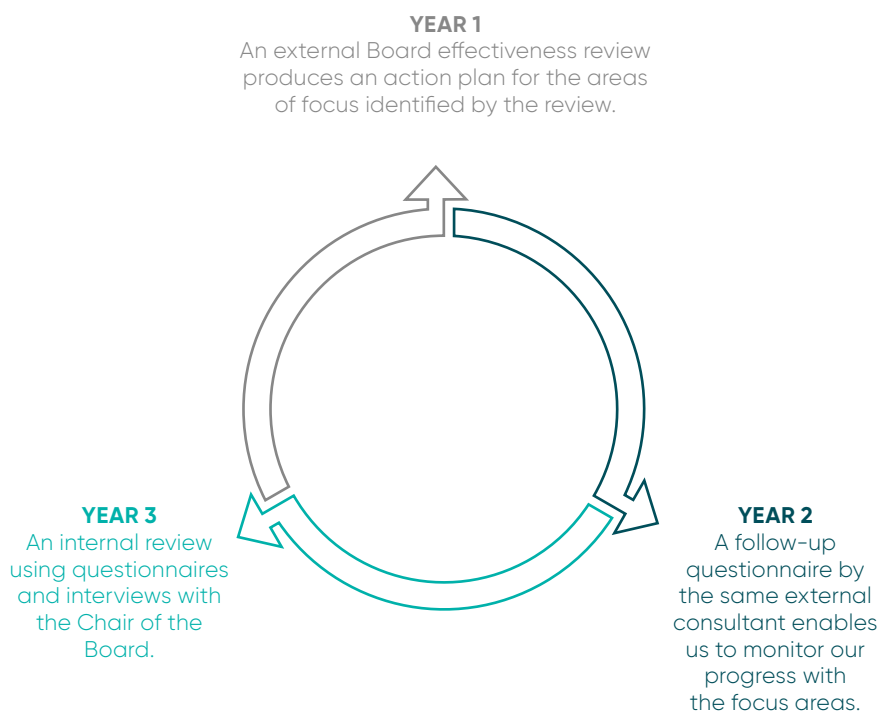 YEAR 1
An external Board effectiveness review
produces an action plan for the areas
of focus identified by the review.
YEAR 3
An internal review
using questionnaires
and interviews with
the Chair of the
Board.
YEAR 2
A follow-up
questionnaire by
the same external
consultant enables
us to monitor our
progress with
the focus areas.